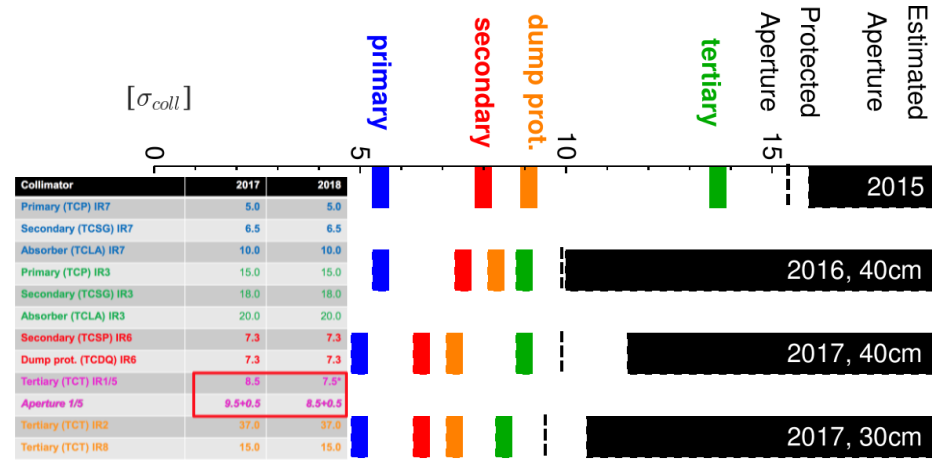 [σcoll]
primary
secondary
dump prot.
tertiary
Protected
Aperture
Estimated
Aperture
0 5 10 15
2015
2016, 40cm
2017, 40cm
2017, 30cm
Collimator 2017 2018
Primary (TCP) IR7 5.0 5.0
Secondary (TCSG) IR7 6.5 6.5
Absorber (TCLA) IR7 10.0 10.0
Primary (TCP) IR3 15.0 15.0
Secondary (TCSG) IR3 18.0 18.0
Absorber (TCLA) IR3 20.0 20.0
Secondary (TCSP) IR6 7.3 7.3
Dump prot. (TCDQ) IR6 7.3 7.3
Tertiary (TCT) IR1/5 8.5 7.5*
Aperture 1/5 9.5+0.5 8.5+0.5
Tertiary (TCT) IR2 37.0 37.0
Tertiary (TCT) IR8 15.0 15.0